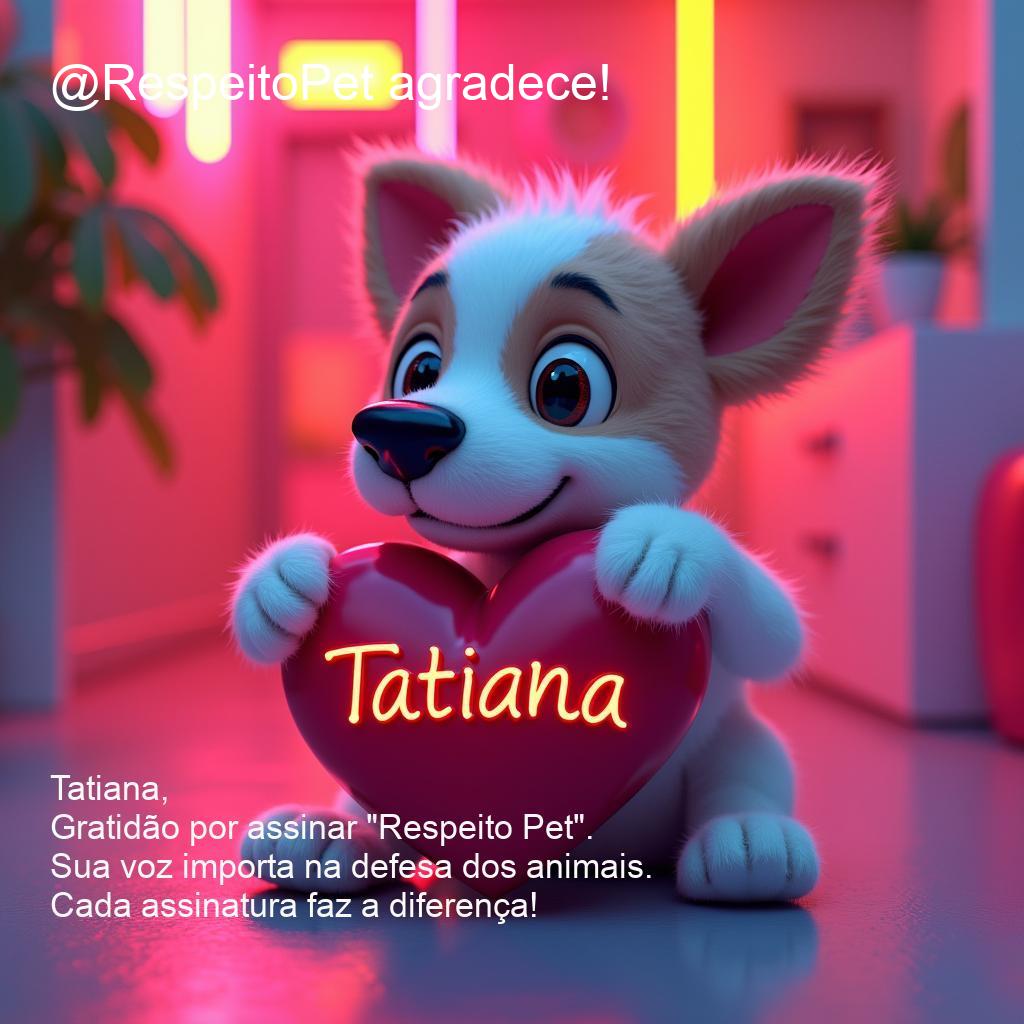 @RespeitoPet agradece!
Tatiana
Tatiana,
Gratidão por assinar "Respeito Pet".
Sua voz importa na defesa dos animais.
Cada assinatura faz a diferença!